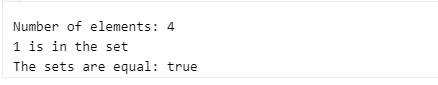 Number of elements: 4
1 is in the set
The sets are equal: true